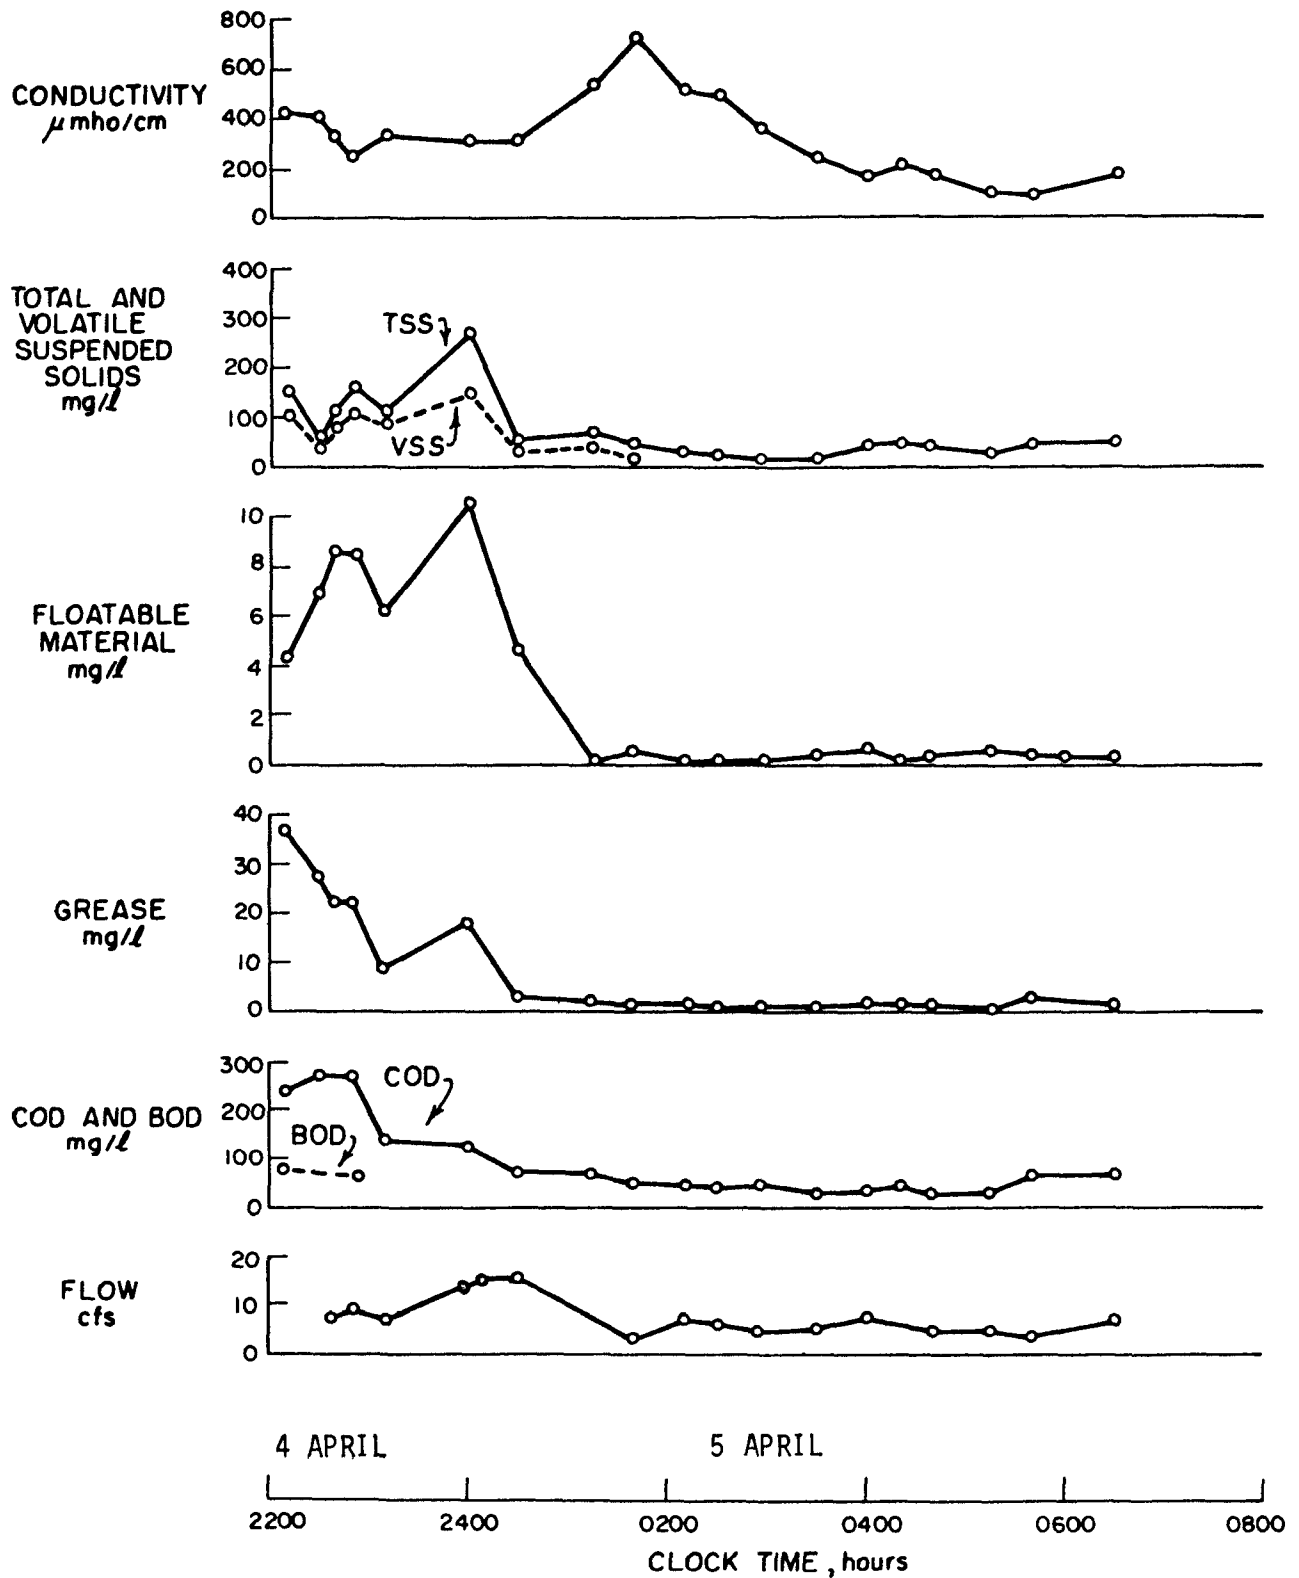 800
600
400
200
0
CONDUCTIVITY
μmho/cm
400
300
200
100
0
TOTAL AND
VOLATILE
SUSPENDED
SOLIDS
mg/l
TSS
VSS
10
8
6
4
2
0
FLOATABLE
MATERIAL
mg/l
40
30
20
10
0
GREASE
mg/l
300
200
100
0
COD AND BOD
mg/l
COD
BOD
20
10
0
FLOW
cfs
4 APRIL
5 APRIL
2200
2400
0200
0400
0600
0800
CLOCK TIME, hours